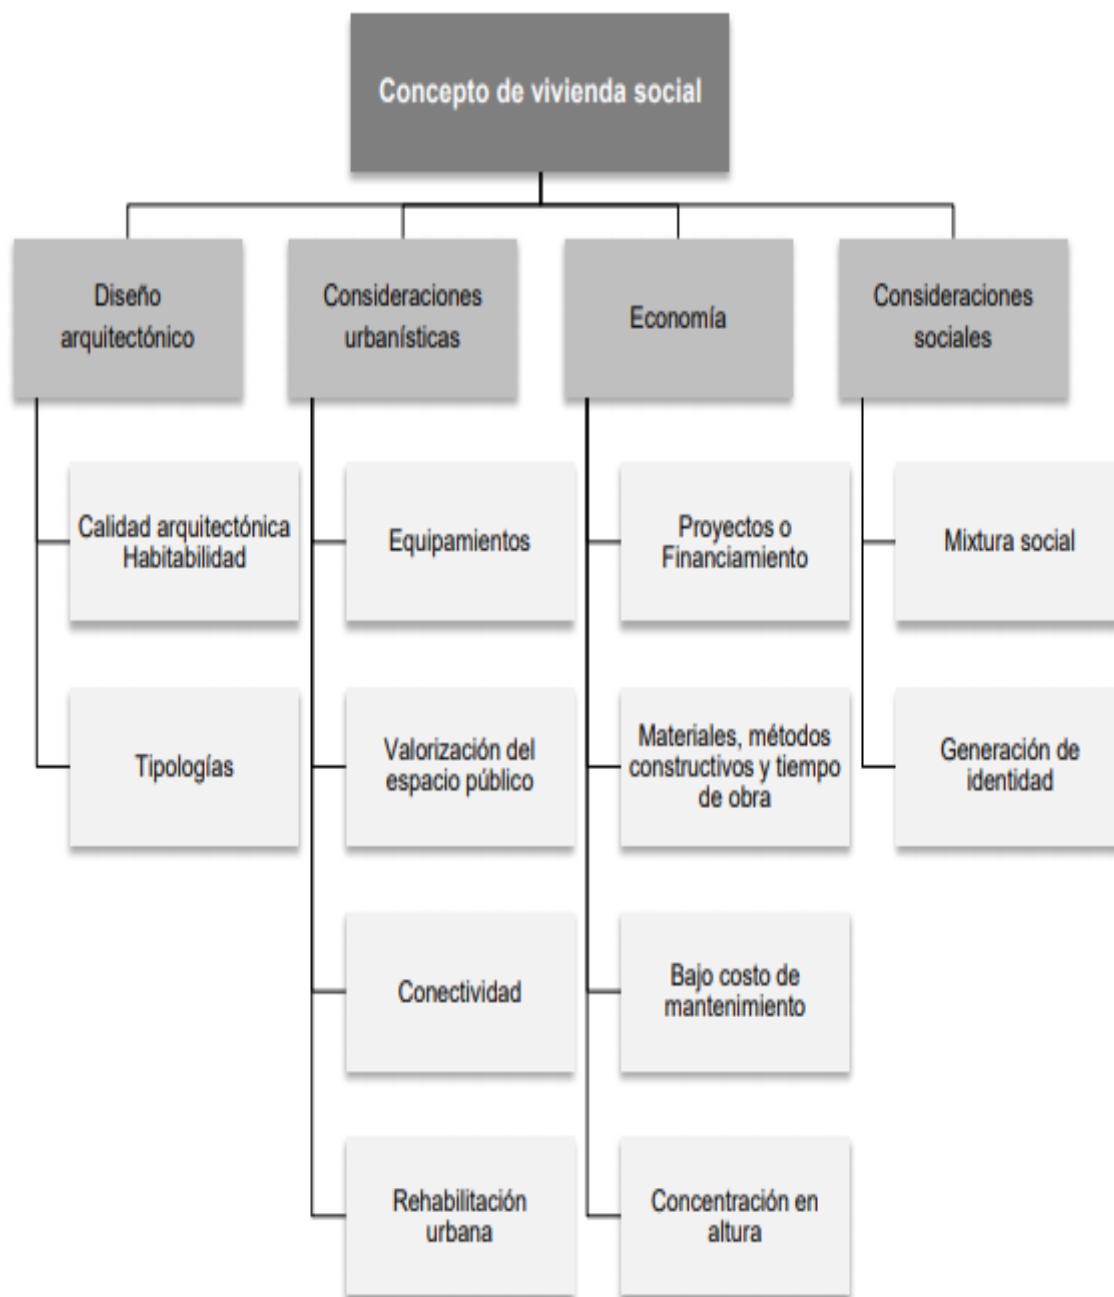 Concepto de vivienda social
Diseño
arquitectónico
Consideraciones
urbanísticas
Economía
Consideraciones
sociales
Calidad arquitectónica
Habitabilidad
Equipamientos
Proyectos o
Financiamiento
Mixtura social
Tipologías
Valorización del
espacio público
Materiales, métodos
constructivos y tiempo
de obra
Generación de
identidad
Conectividad
Bajo costo de
mantenimiento
Rehabilitación
urbana
Concentración en
altura